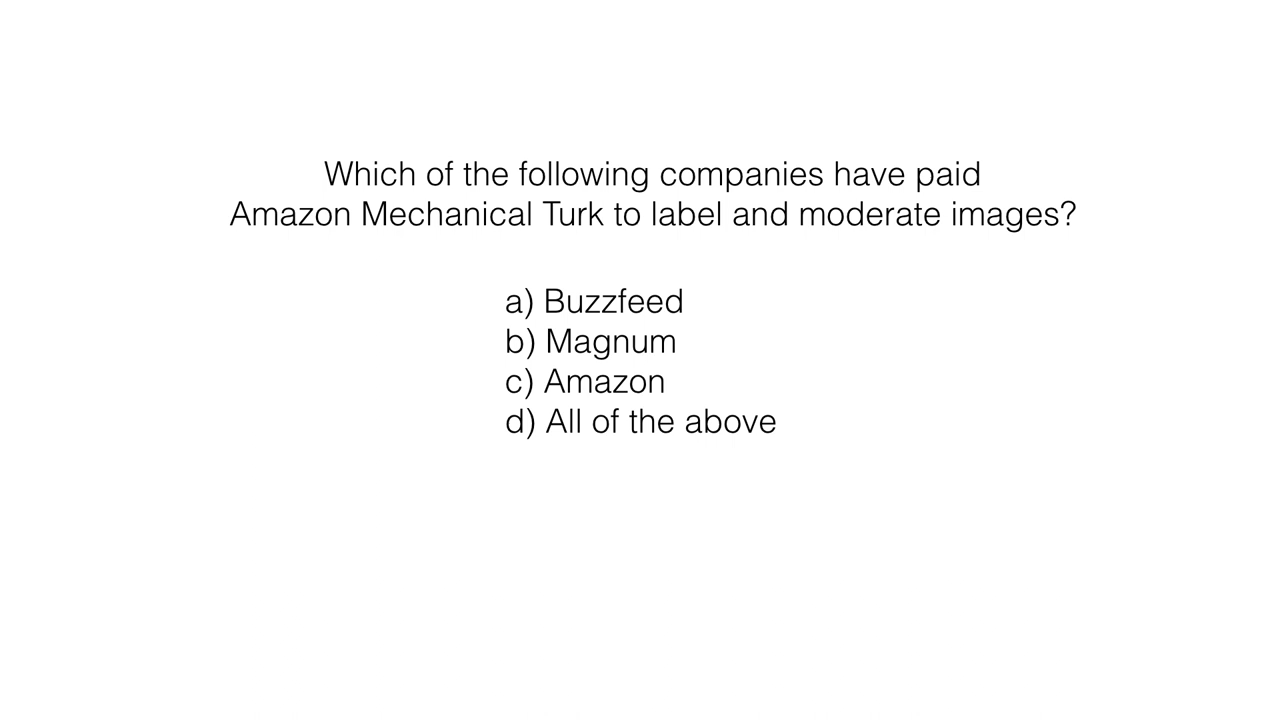 Which of the following companies have paid
Amazon Mechanical Turk to label and moderate images?
a) Buzzfeed
b) Magnum
c) Amazon
d) All of the above